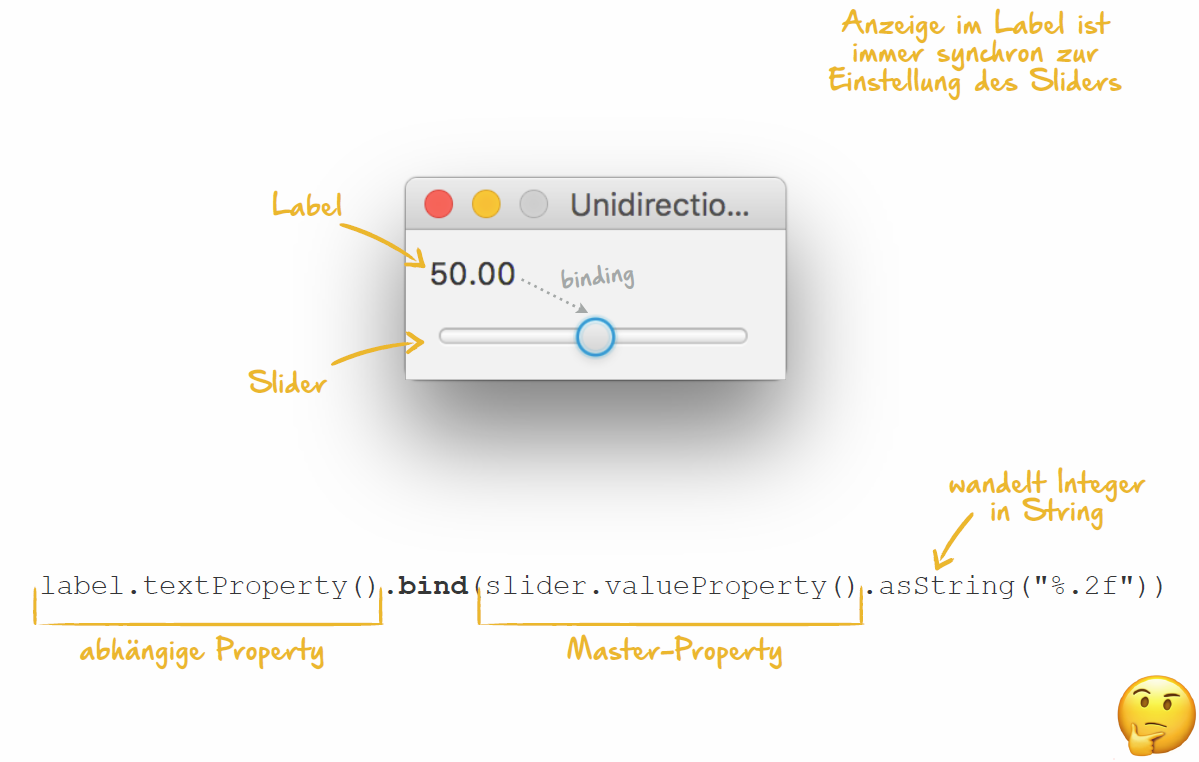 Anzeige im Label ist
immer synchron zur
Einstellung des Sliders
Label
Unidirectio...
50.00
binding
Slider
wandelt Integer
in String
label.textProperty().bind(slider.valueProperty().asString("%.2f"))
abhängige Property
Master-Property